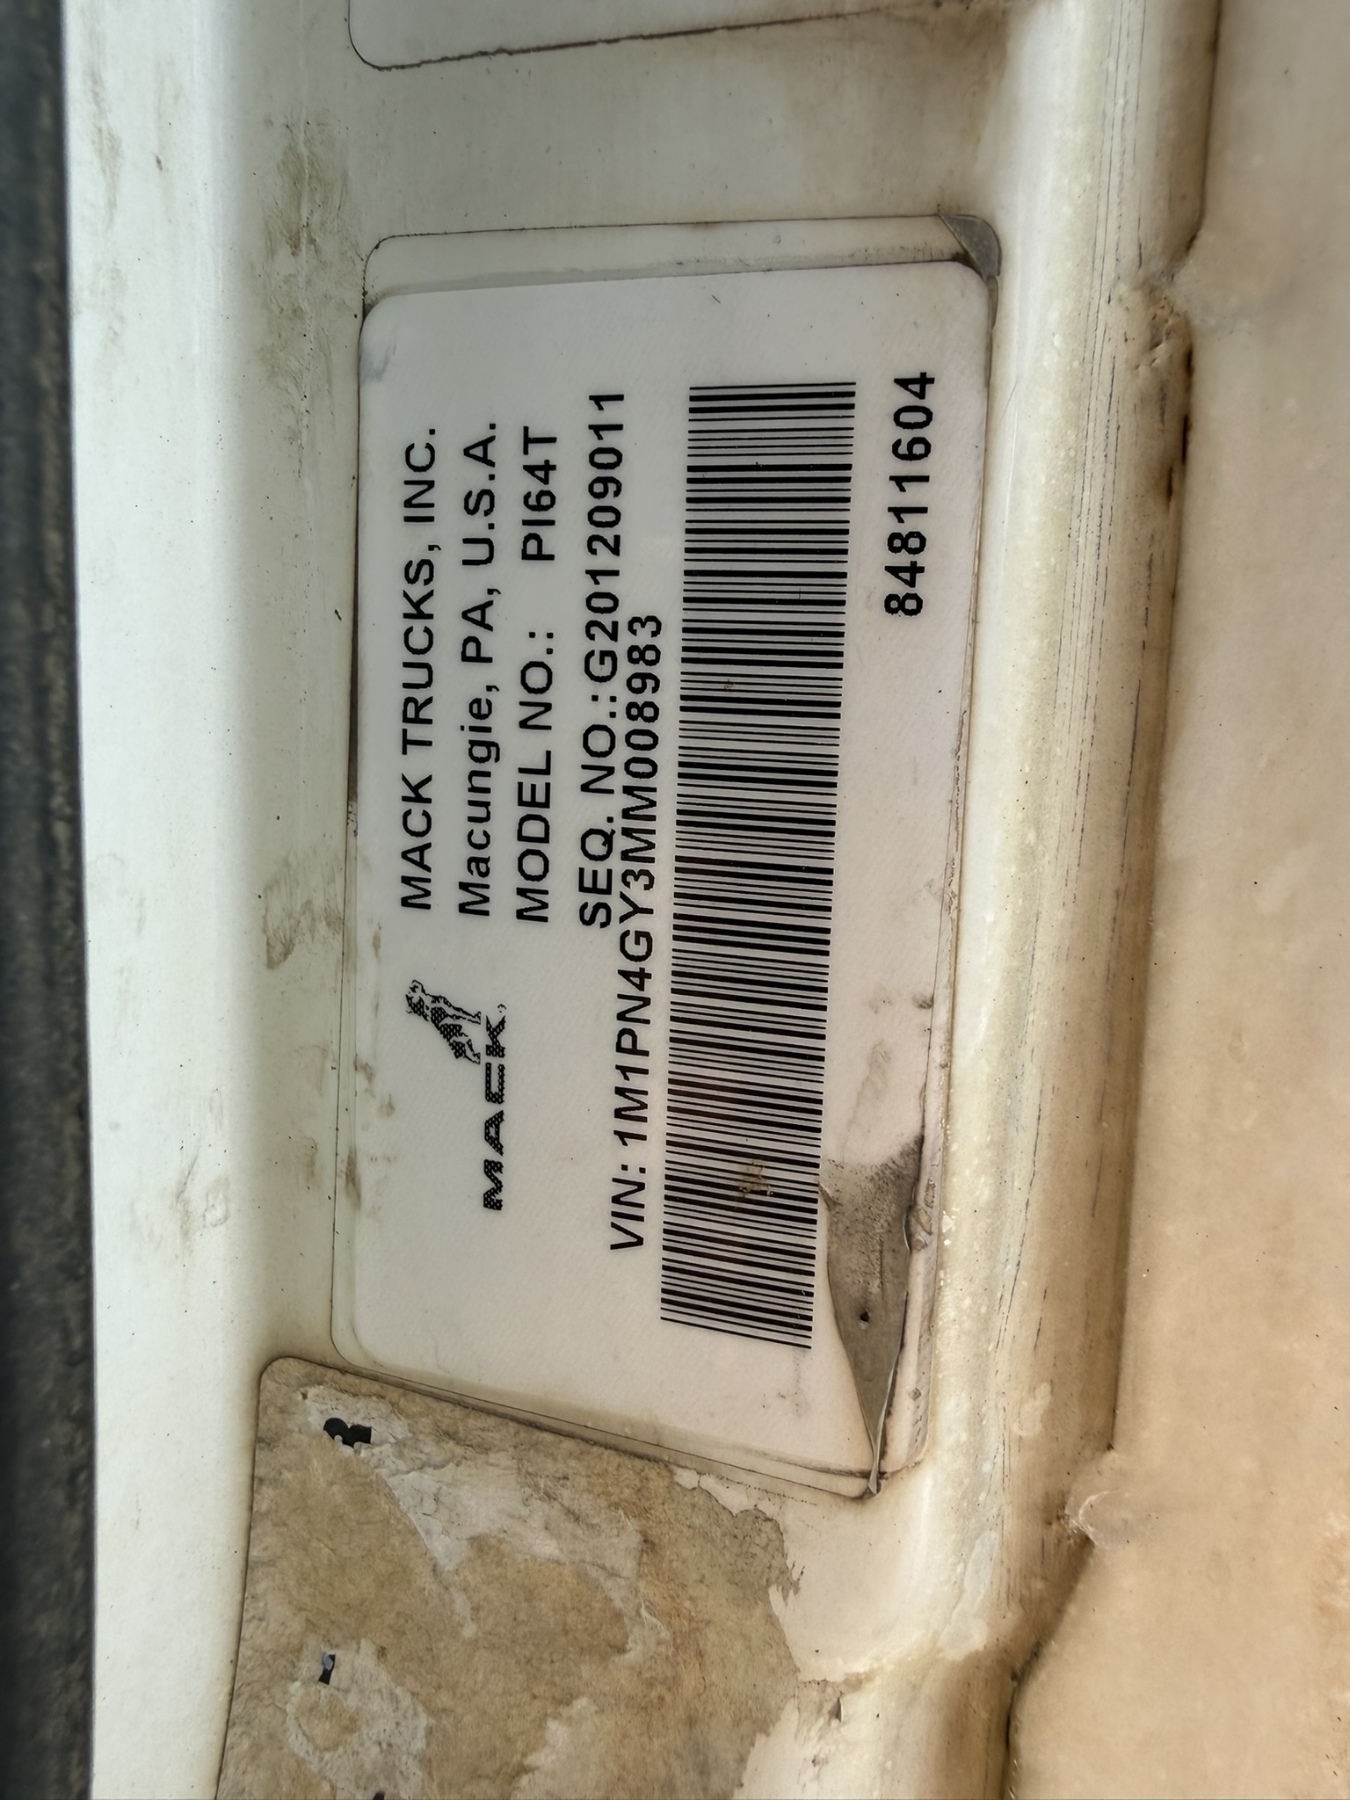 MACK TRUCKS, INC.
Macungie, PA, U.S.A.
MODEL NO.: PI64T
MACK
SEQ. NO.:G201209011
VIN: 1M1PN4GY3MM008983
84811604